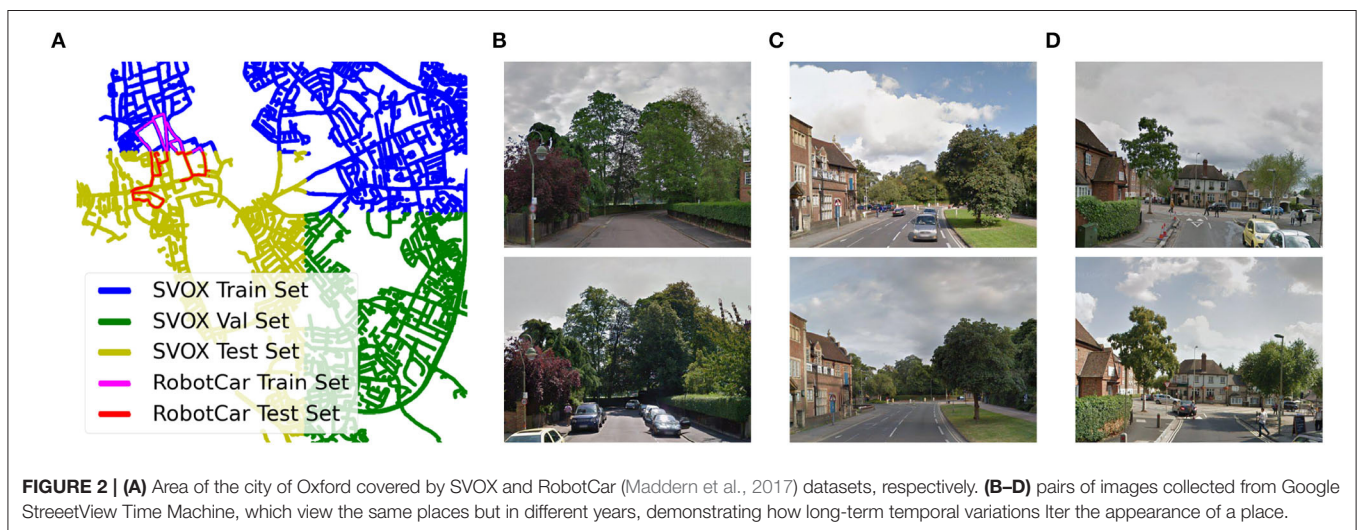 A
B
C
D
SVOX Train Set
SVOX Val Set
SVOX Test Set
RobotCar Train Set
RobotCar Test Set
FIGURE 2 | (A) Area of the city of Oxford covered by SVOX and RobotCar (Maddern et al., 2017) datasets, respectively. (B–D) pairs of images collected from Google
StreeetView Time Machine, which view the same places but in different years, demonstrating how long-term temporal variations lter the appearance of a place.